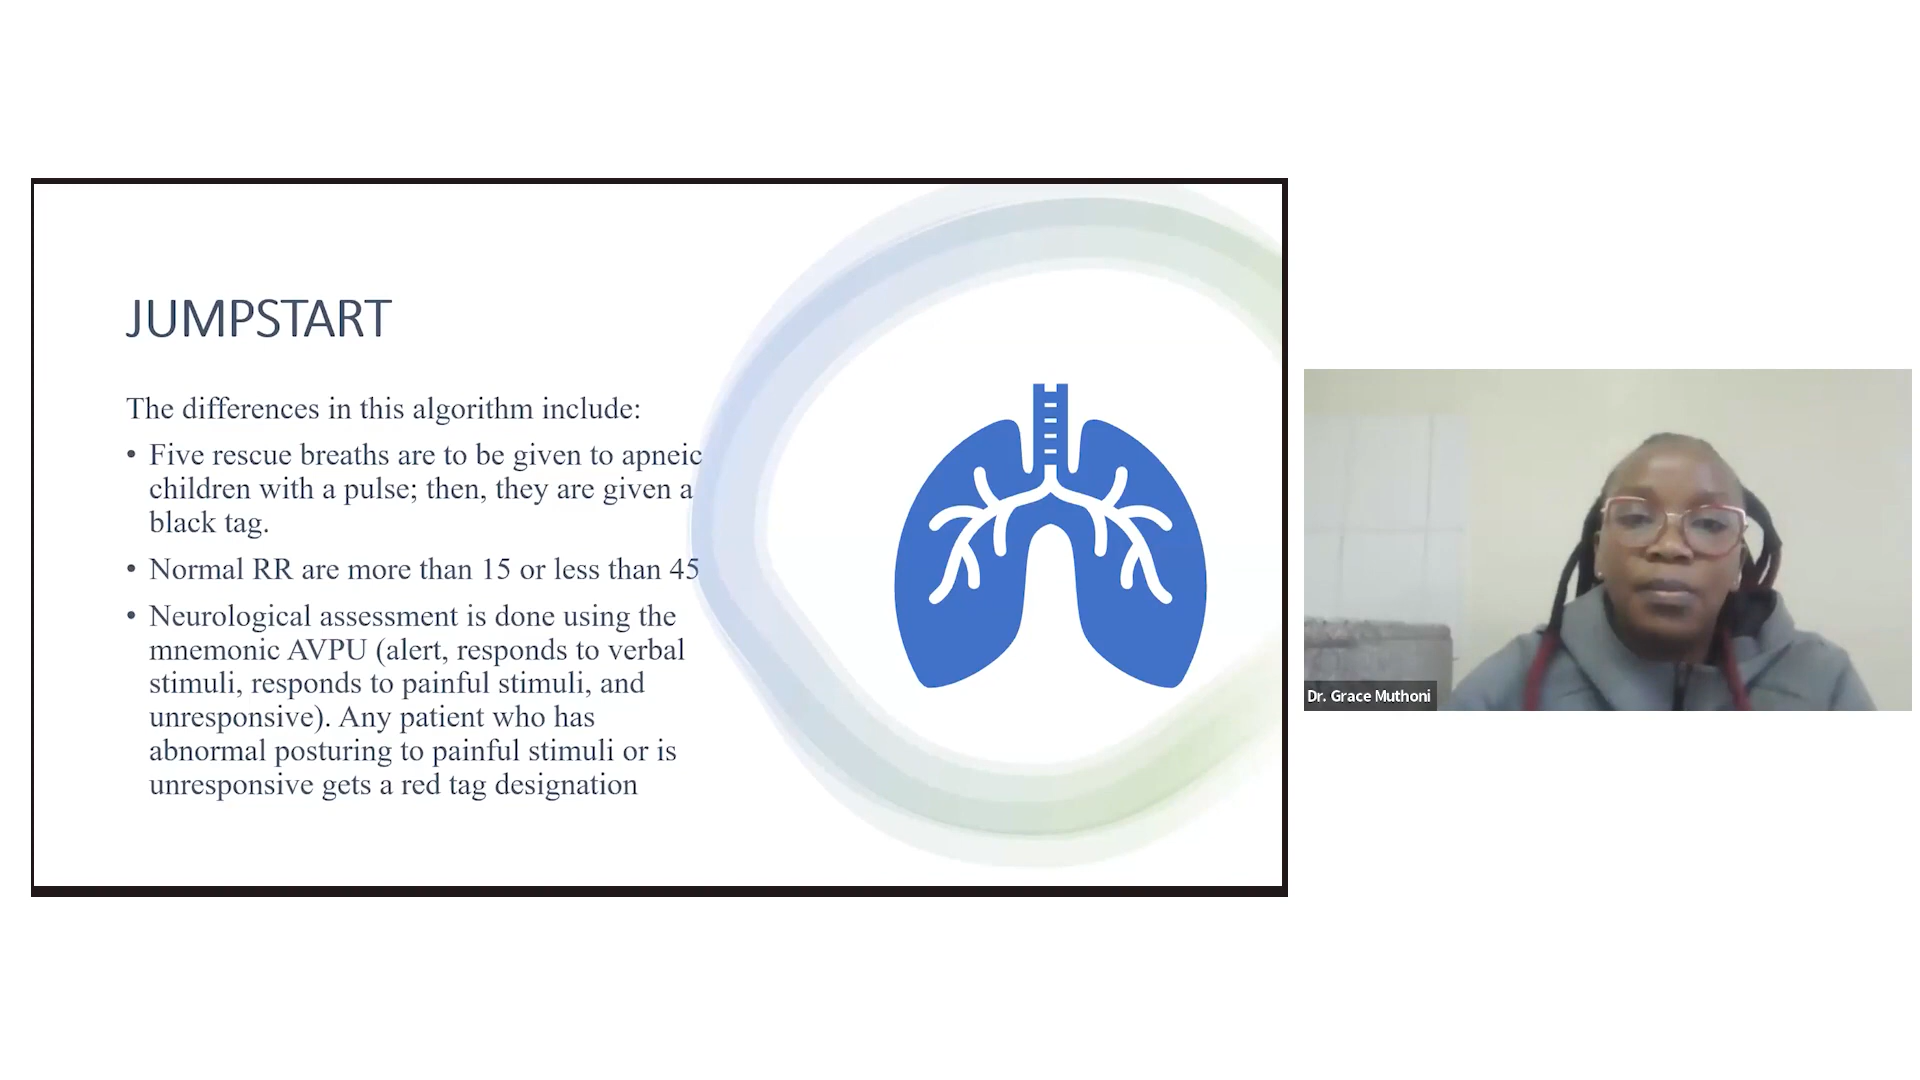 JUMPSTART
The differences in this algorithm include:
• Five rescue breaths are to be given to apneic
children with a pulse; then, they are given a
black tag.
• Normal RR are more than 15 or less than 45
• Neurological assessment is done using the
mnemonic AVPU (alert, responds to verbal
stimuli, responds to painful stimuli, and
unresponsive). Any patient who has
abnormal posturing to painful stimuli or is
unresponsive gets a red tag designation
Dr. Grace Muthoni